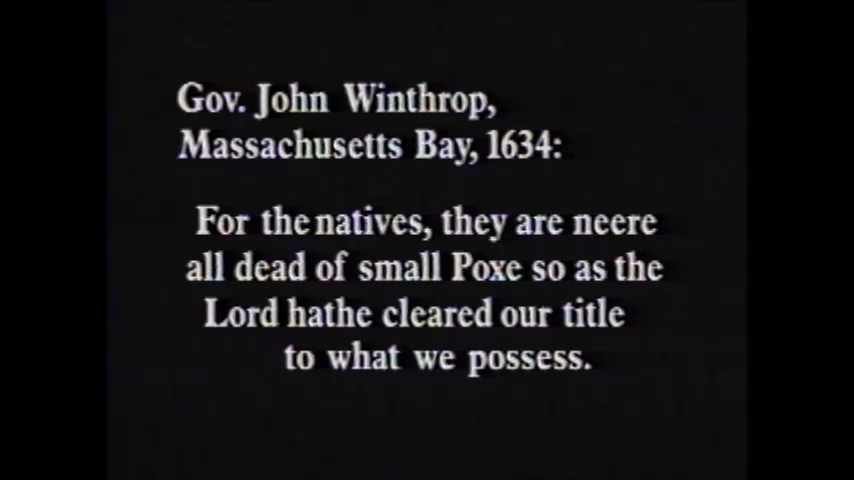 Gov. John Winthrop,
Massachusetts Bay, 1634:
For the natives, they are neere
all dead of small Poxe so as the
Lord hathe cleared our title
to what we possess.